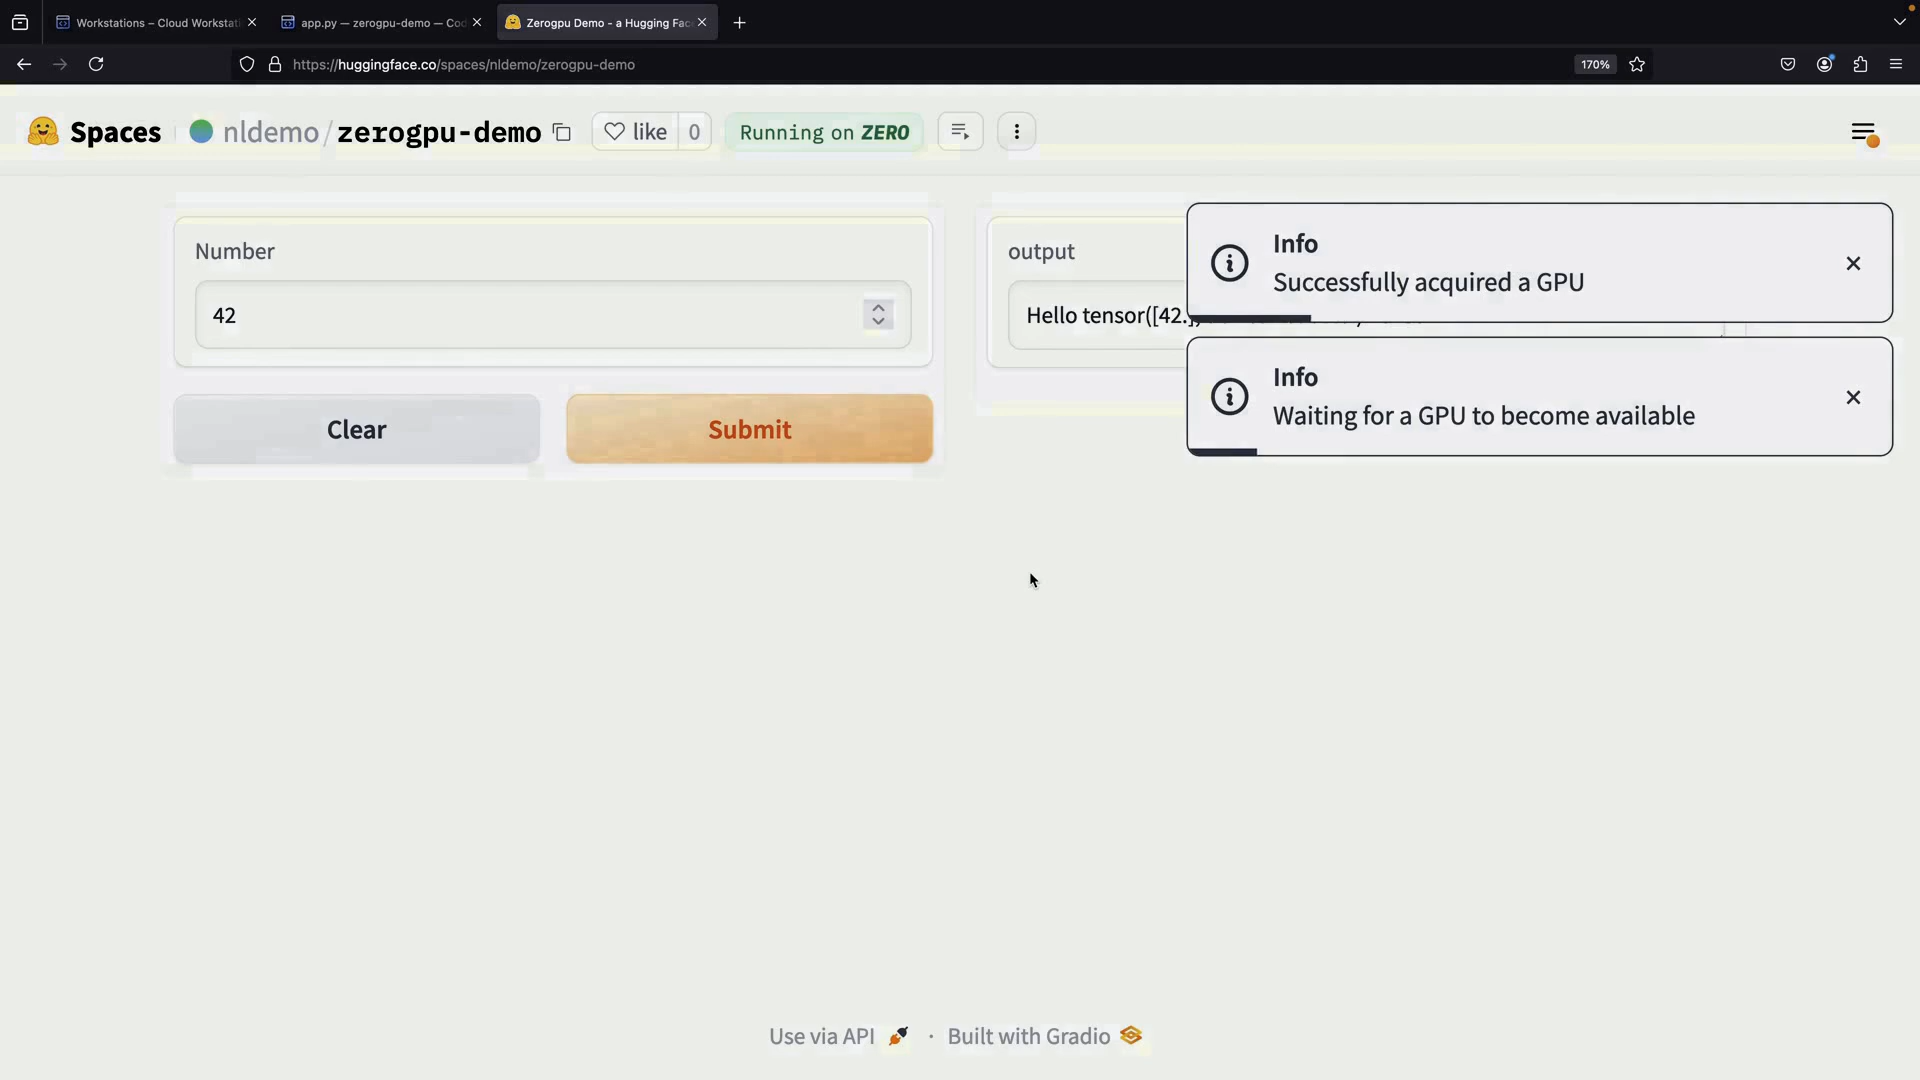 Workstations – Cloud Workstat
app.py — zerogpu-demo — Co
Zerogpu Demo - a Hugging Fac
https://huggingface.co/spaces/nldemo/zerogpu-demo
170%
Spaces
nldemo/zerogpu-demo
like 0
Running on ZERO
Number
42
Clear
Submit
output
Hello tensor([42.],
Info
Successfully acquired a GPU
Info
Waiting for a GPU to become available
Use via API · Built with Gradio